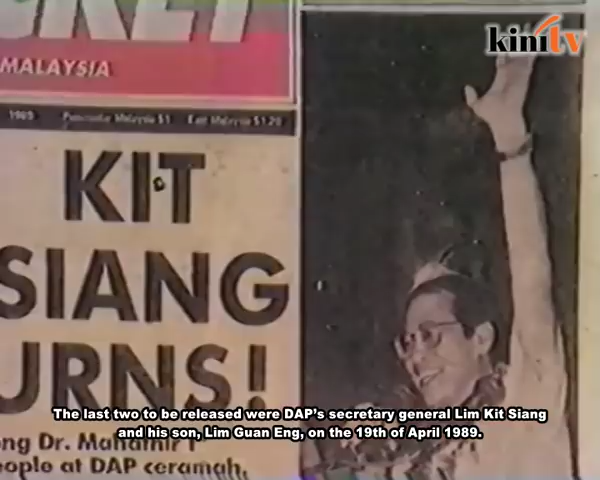 kinitv
CKET
MALAYSIA
1989 Peninsular Malaysia $1 East Malaysia $1.20
KIT
SIANG
URNS!
The last two to be released were DAP's secretary general Lim Kit Siang
and his son, Lim Guan Eng, on the 19th of April 1989.
ng Dr. Mahathir
eople at DAP ceramah,